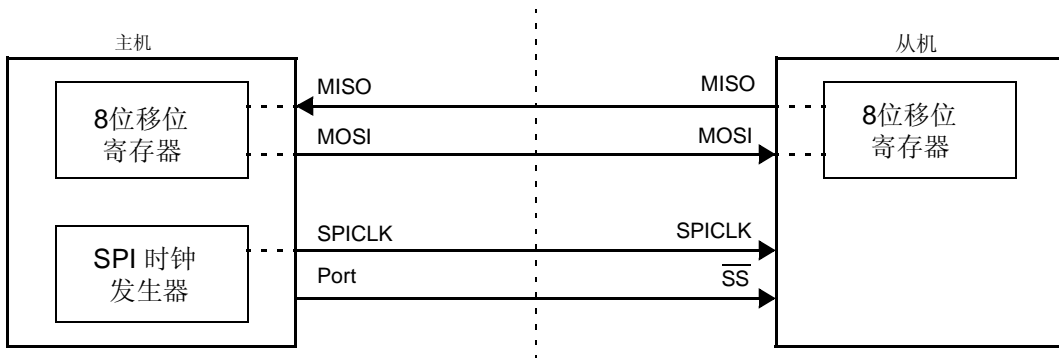 主机
从机
MISO
MISO
8位移位
寄存器
8位移位
寄存器
MOSI
MOSI
SPICLK
SPICLK
SPI 时钟
发生器
Port
SS